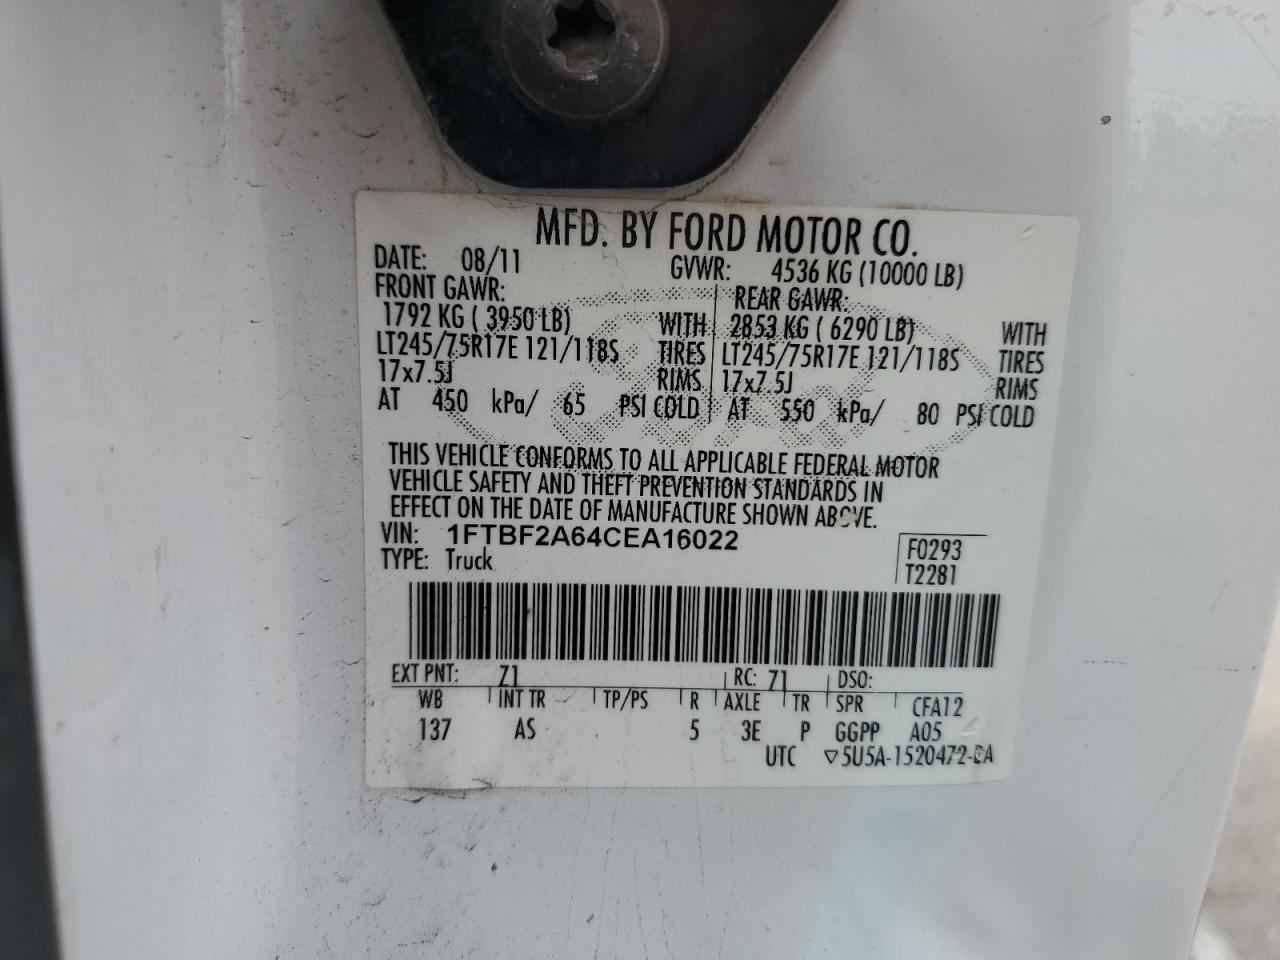 MFD. BY FORD MOTOR CO.
DATE: 08/11 GVWR: 4536 KG (10000 LB)
FRONT GAWR: REAR GAWR:
1792 KG ( 3950 LB) WITH 2853 KG ( 6290 LB) WITH
LT245/75R17E 121/118S TIRES LT245/75R17E 121/118S TIRES
17x7.5J RIMS 17x7.5J RIMS
AT 450 kPa/ 65 PSI COLD AT 550 kPa/ 80 PSI COLD
THIS VEHICLE CONFORMS TO ALL APPLICABLE FEDERAL MOTOR
VEHICLE SAFETY AND THEFT PREVENTION STANDARDS IN
EFFECT ON THE DATE OF MANUFACTURE SHOWN ABOVE.
VIN: 1FTBF2A64CEA16022 F0293
TYPE: Truck T2281
EXT PNT: Z1 RC: 71 DSO:
WB INT TR TP/PS R AXLE TR SPR CFA12
137 AS 5 3E P GGPP A05
UTC ▽5U5A-1520472-